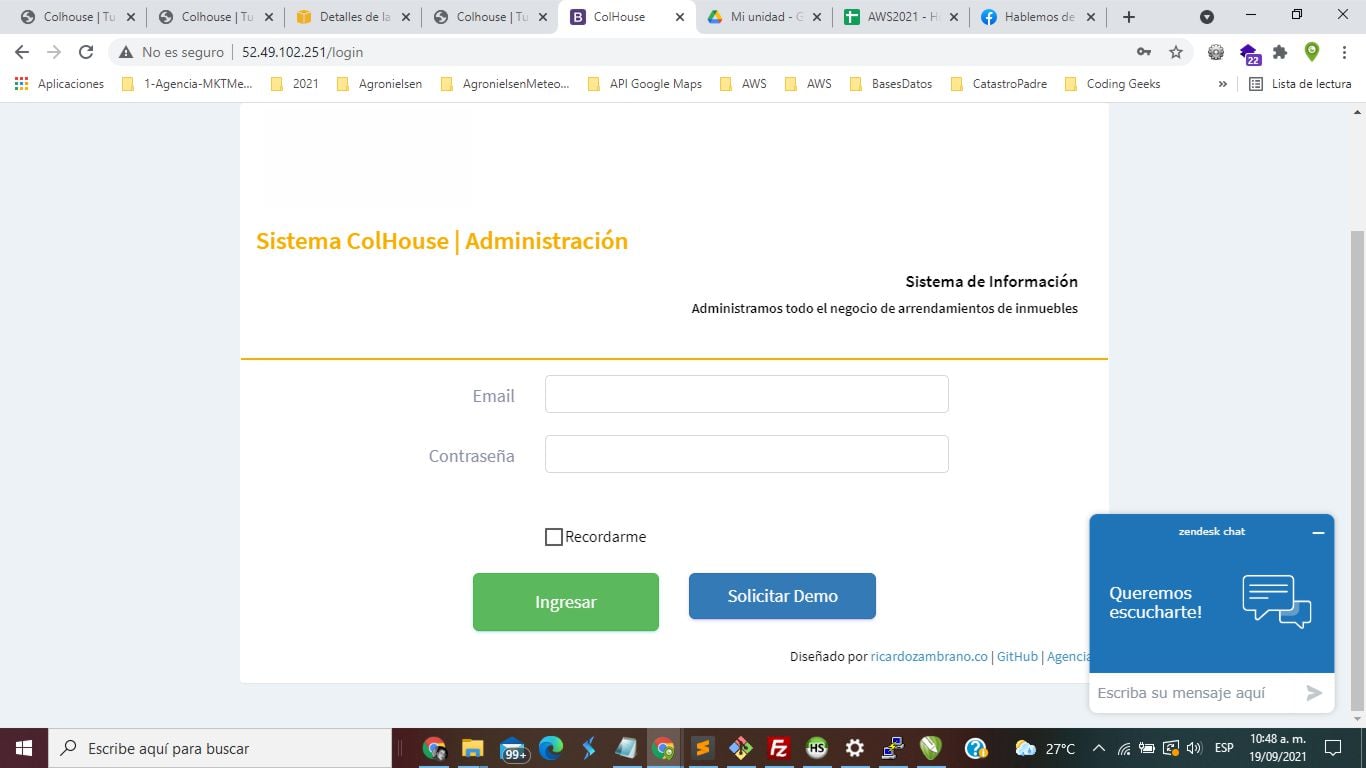 Colhouse | Tu
Colhouse | Tu
Detalles de la
Colhouse | Tu
ColHouse
Mi unidad - G
AWS2021 - H
Hablemos de
No es seguro | 52.49.102.251/login
22
Aplicaciones
1-Agencia-MKTMe...
2021
Agronielsen
AgronielsenMeteo...
API Google Maps
AWS
AWS
BasesDatos
CatastroPadre
Coding Geeks
»
Lista de lectura
Sistema ColHouse | Administración
Sistema de Información
Administramos todo el negocio de arrendamientos de inmuebles
Email
Contraseña
Recordarme
Ingresar
Solicitar Demo
Diseñado por ricardozambrano.co | GitHub | Agencia
zendesk chat
Queremos
escucharte!
Escriba su mensaje aquí
Escribe aquí para buscar
99+
HS
27°C
ESP
10:48 a. m.
19/09/2021